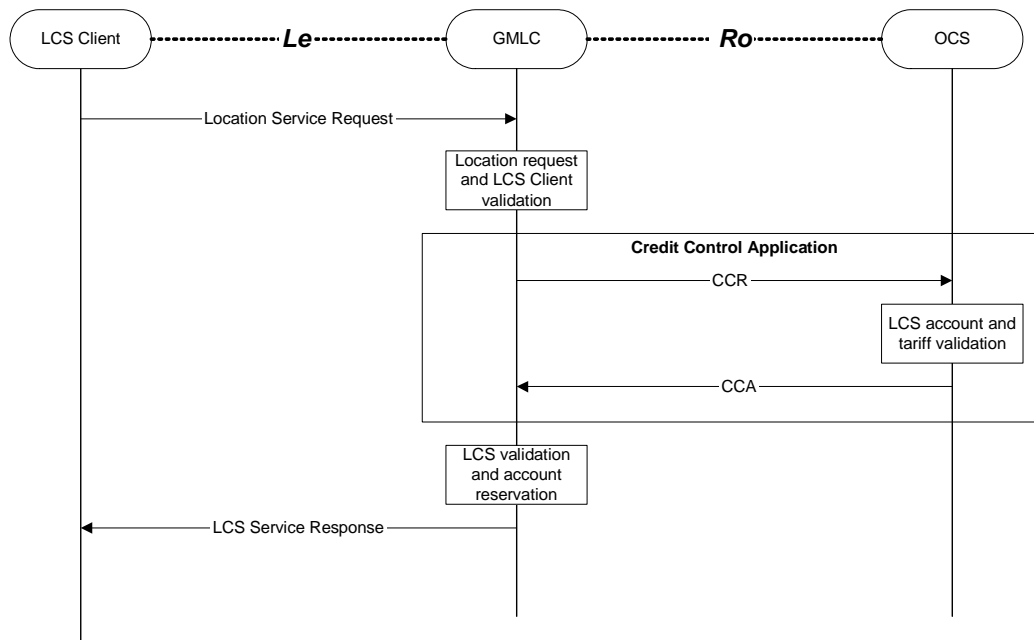 LCS Client
Le
GMLC
Ro
OCS
Location Service Request
Location request
and LCS Client
validation
Credit Control Application
CCR
LCS account and
tariff validation
CCA
LCS validation
and account
reservation
LCS Service Response